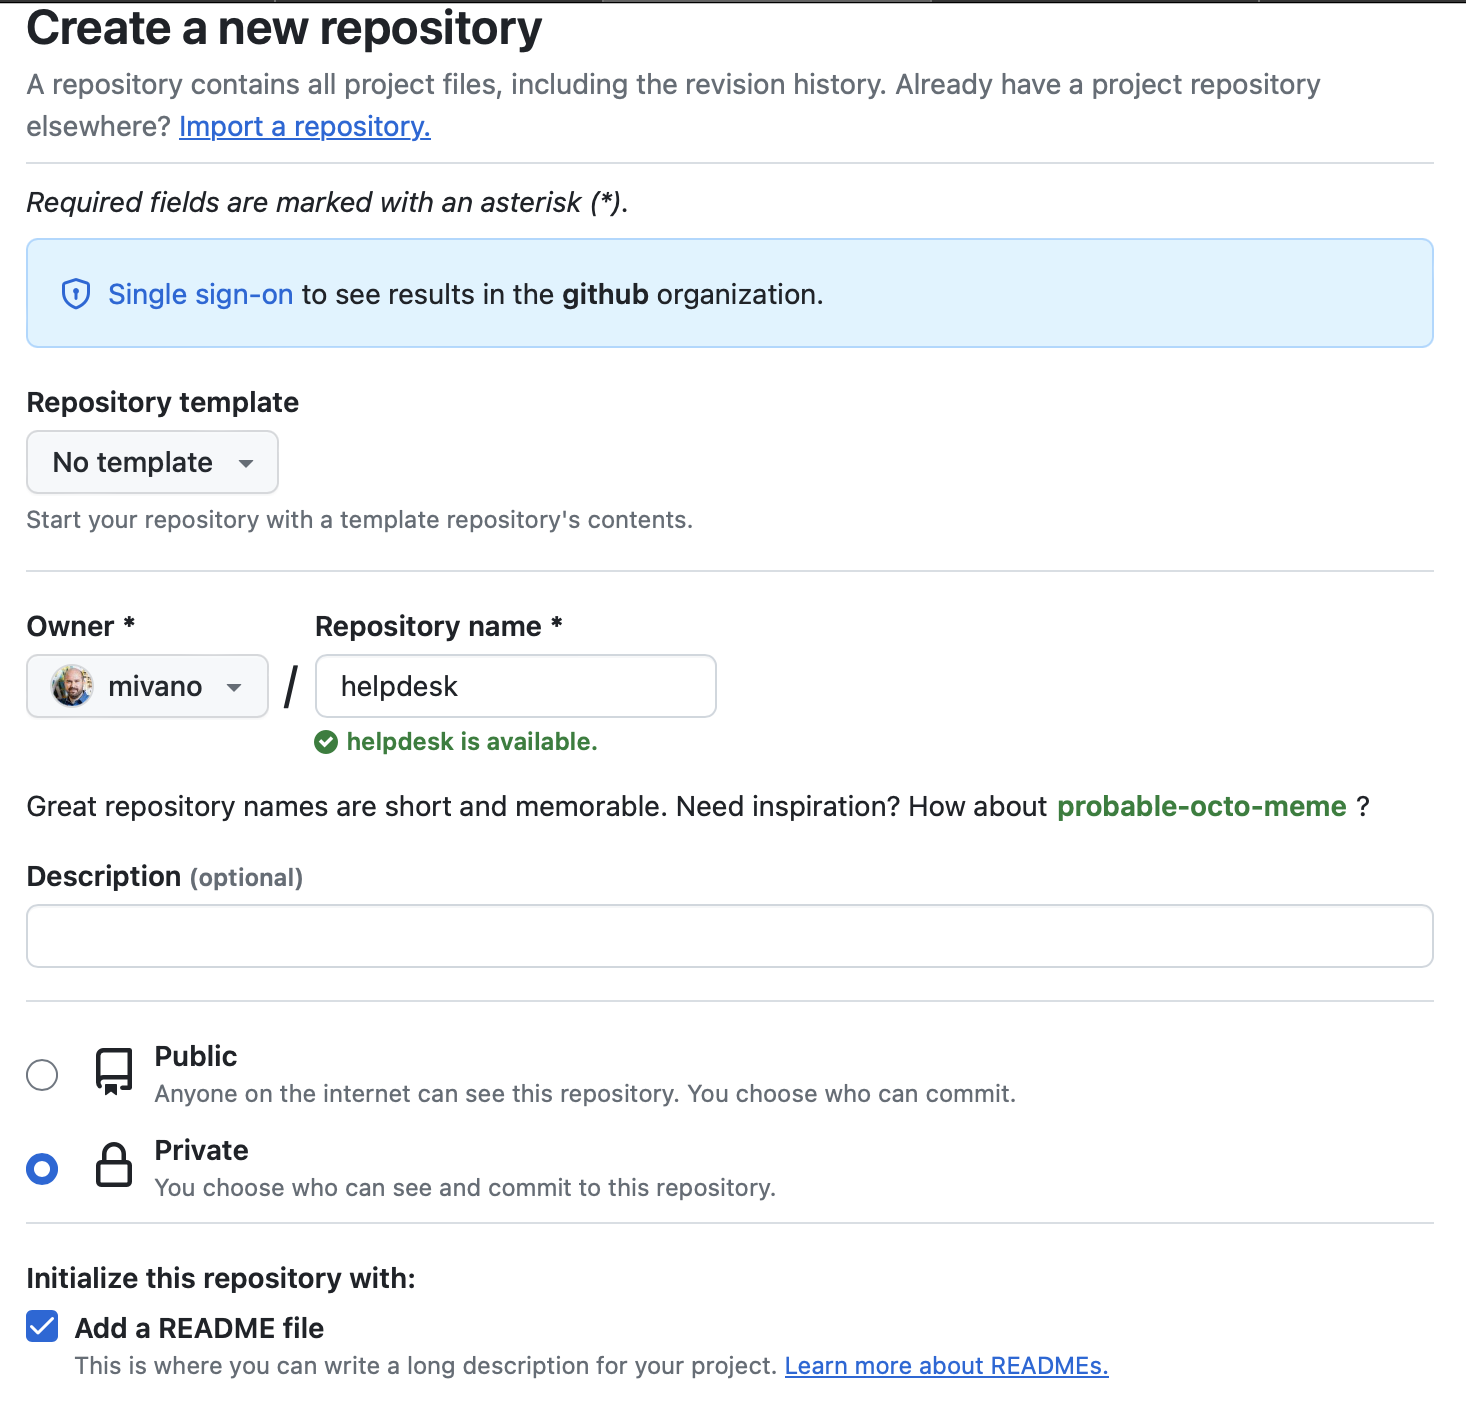 Create a new repository
A repository contains all project files, including the revision history. Already have a project repository
elsewhere? Import a repository.
Required fields are marked with an asterisk (*).
Single sign-on to see results in the github organization.
Repository template
No template
Start your repository with a template repository's contents.
Owner * Repository name *
mivano / helpdesk
helpdesk is available.
Great repository names are short and memorable. Need inspiration? How about probable-octo-meme ?
Description (optional)
Public
Anyone on the internet can see this repository. You choose who can commit.
Private
You choose who can see and commit to this repository.
Initialize this repository with:
Add a README file
This is where you can write a long description for your project. Learn more about READMEs.